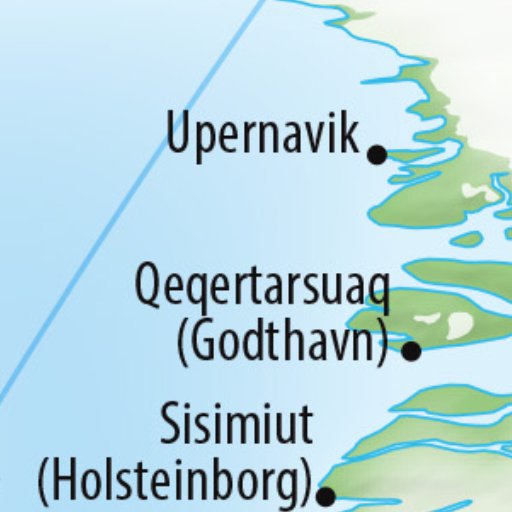 Upernavik
Qeqertarsuaq
(Godthavn)
Sisimiut
(Holsteinborg)